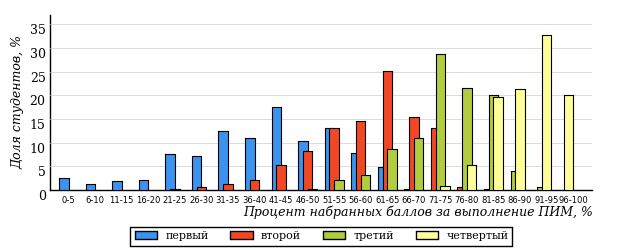 Доля студентов, %
35
30
25
20
15
10
5
0
0-5 6-10 11-15 16-20 21-25 26-30 31-35 36-40 41-45 46-50 51-55 56-60 61-65 66-70 71-75 76-80 81-85 86-90 91-95 96-100
Процент набранных баллов за выполнение ПИМ, %
первый второй третий четвертый